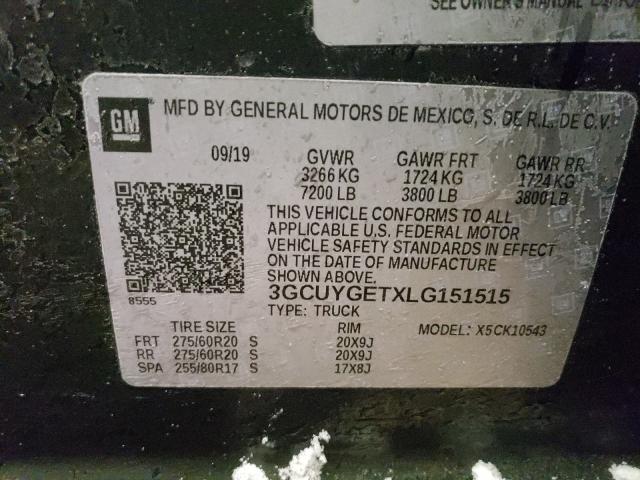 SEE OWNER'S MANUAL
GM
MFD BY GENERAL MOTORS DE MEXICO, S. DE R.L. DE C.V.
09/19 GVWR GAWR FRT GAWR RR
3266 KG 1724 KG 1724 KG
7200 LB 3800 LB 3800 LB
THIS VEHICLE CONFORMS TO ALL
APPLICABLE U.S. FEDERAL MOTOR
VEHICLE SAFETY STANDARDS IN EFFECT
ON THE DATE OF MANUFACTURE
SHOWN ABOVE.
8555
3GCUYGETXLG151515
TYPE: TRUCK
TIRE SIZE RIM MODEL: X5CK10543
FRT 275/60R20 S 20X9J
RR 275/60R20 S 20X9J
SPA 255/80R17 S 17X8J